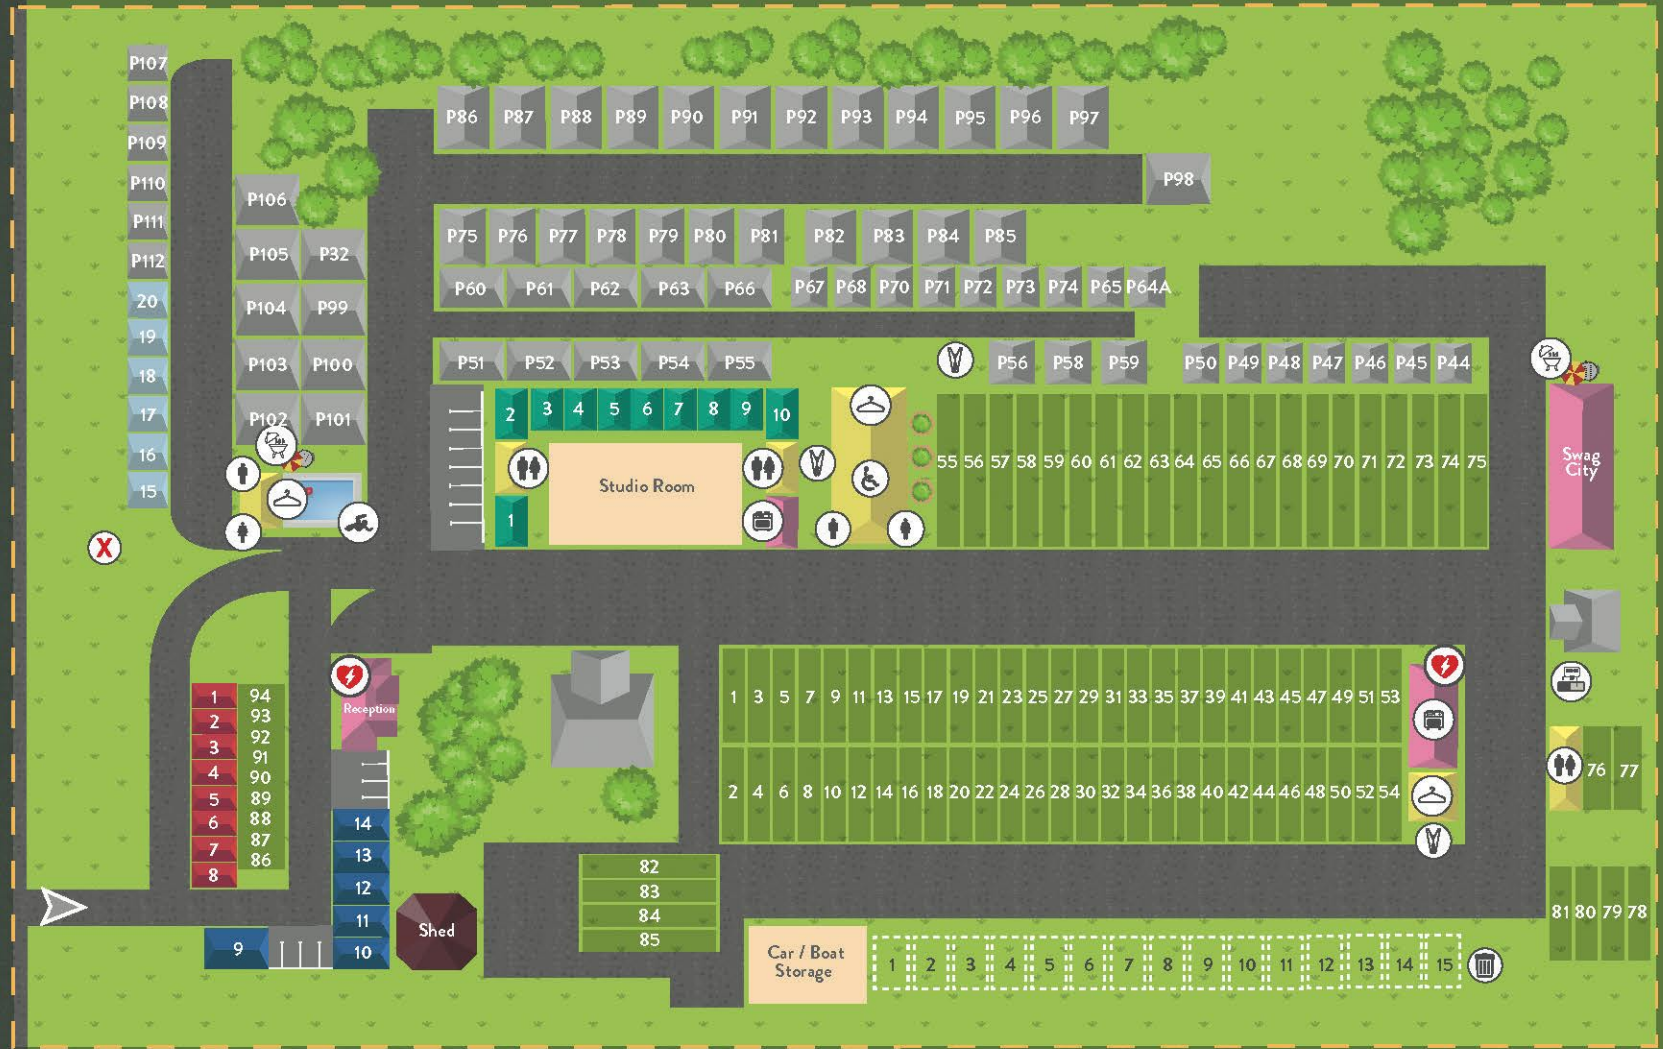 P107
P108
P109
P110
P111
P112
20
19
18
17
16
15
X
P106
P105 P32
P104 P99
P103 P100
P102 P101
P86 P87 P88 P89 P90 P91 P92 P93 P94 P95 P96 P97
P98
P75 P76 P77 P78 P79 P80 P81 P82 P83 P84 P85
P60 P61 P62 P63 P66 P67 P68 P70 P71 P72 P73 P74 P65 P64A
P51 P52 P53 P54 P55 P56 P58 P59 P50 P49 P48 P47 P46 P45 P44
2 3 4 5 6 7 8 9 10
1
Studio Room
55 56 57 58 59 60 61 62 63 64 65 66 67 68 69 70 71 72 73 74 75
Swag
City
1
2
3
4
5
6
7
8
94
93
92
91
90
89
88
87
86
Reception
14
13
12
11
10
9
Shed
1 3 5 7 9 11 13 15 17 19 21 23 25 27 29 31 33 35 37 39 41 43 45 47 49 51 53
2 4 6 8 10 12 14 16 18 20 22 24 26 28 30 32 34 36 38 40 42 44 46 48 50 52 54
76 77
82
83
84
85
81 80 79 78
Car / Boat
Storage
1 2 3 4 5 6 7 8 9 10 11 12 13 14 15